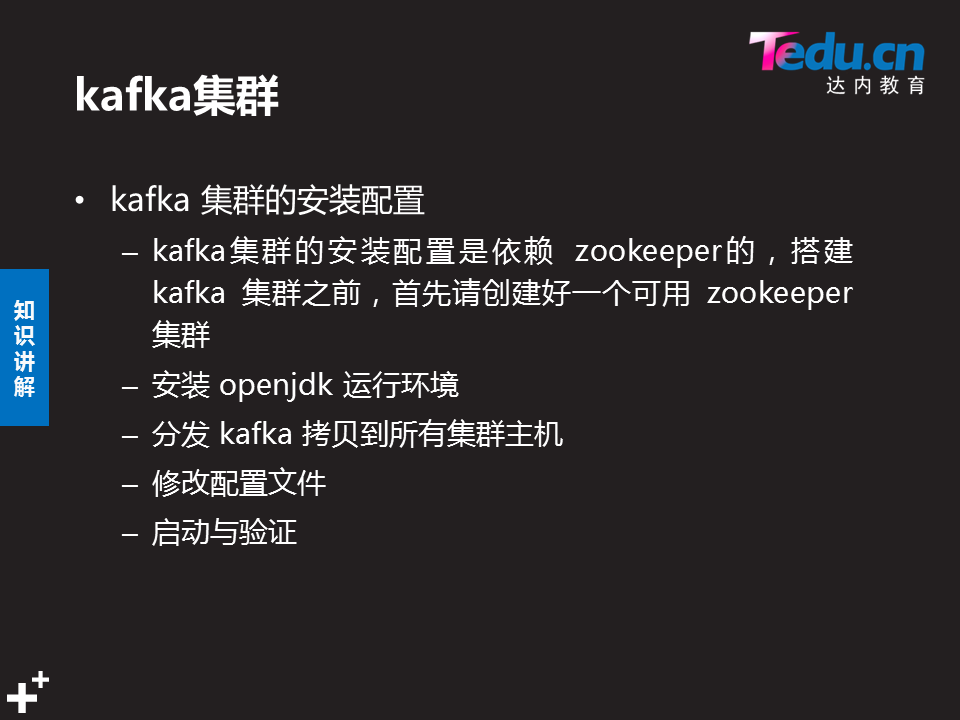 Tedu.cn
达内教育
kafka集群
• kafka 集群的安装配置
– kafka集群的安装配置是依赖 zookeeper的，搭建
kafka 集群之前，首先请创建好一个可用 zookeeper
集群
– 安装 openjdk 运行环境
– 分发 kafka 拷贝到所有集群主机
– 修改配置文件
– 启动与验证
知
识
讲
解